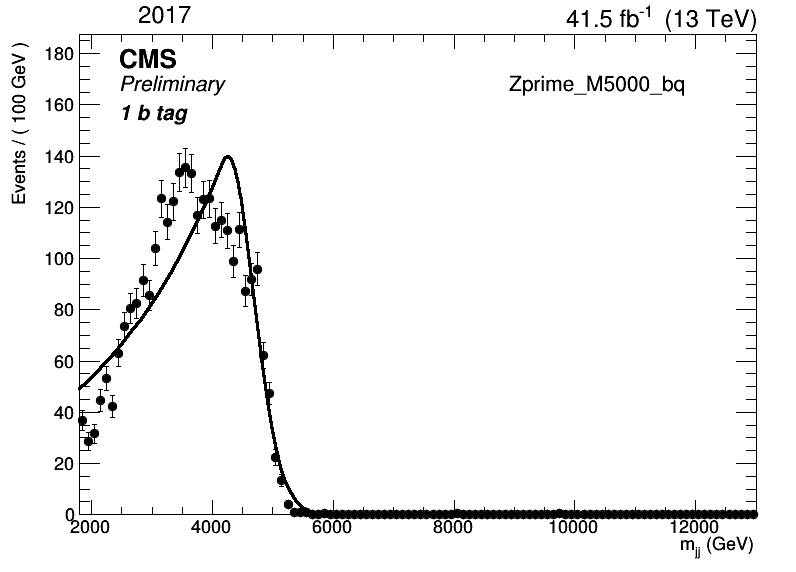 2017 41.5 fb⁻¹ (13 TeV)
CMS
Preliminary
1 b tag
Zprime_M5000_bq
Events / ( 100 GeV )
180
160
140
120
100
80
60
40
20
0
2000 4000 6000 8000 10000 12000
m_jj (GeV)